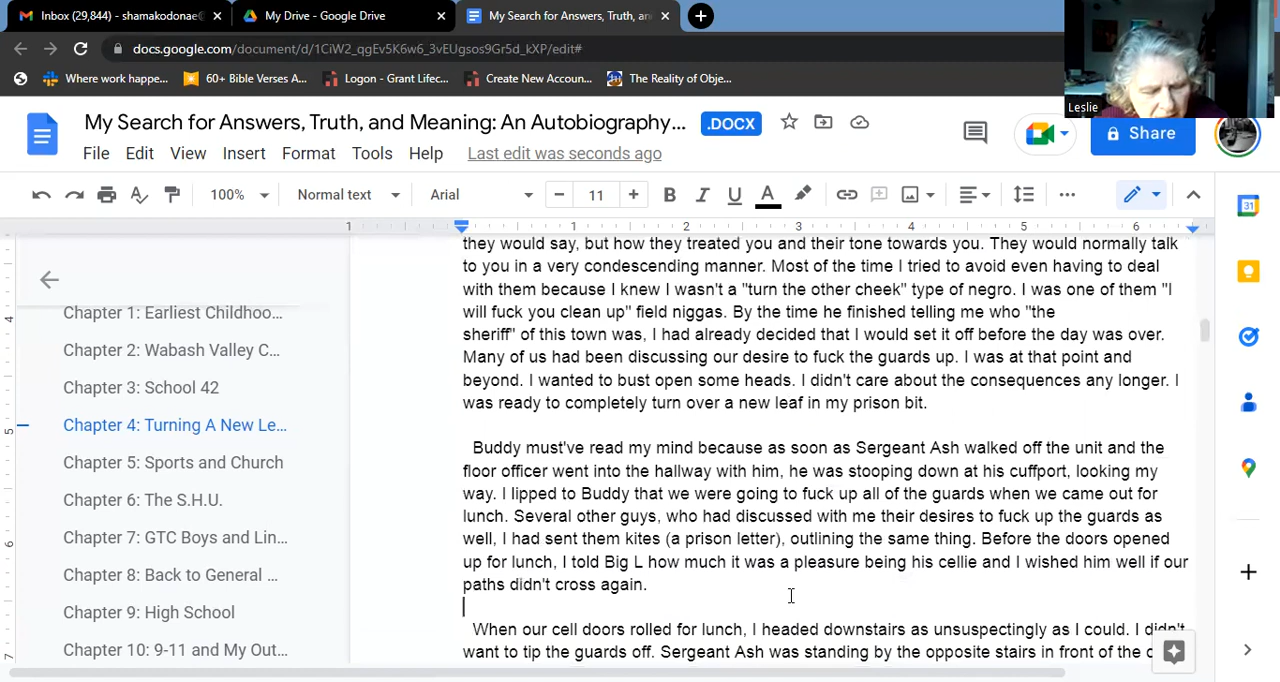 Inbox (29,844) - shamakodonae@
My Drive - Google Drive
My Search for Answers, Truth, and
docs.google.com/document/d/1CiW2_qgEv5K6w6_3vEUgsos9Gr5d_kXP/edit#
Where work happe...
60+ Bible Verses A...
Logon - Grant Lifec...
Create New Accoun...
The Reality of Obje...
Leslie
My Search for Answers, Truth, and Meaning: An Autobiography...
.DOCX
Share
File Edit View Insert Format Tools Help Last edit was seconds ago
100% Normal text Arial 11 B I U A
31
1 1 2 3 4 5 6
4
5
6
7
Chapter 1: Earliest Childhoo...
Chapter 2: Wabash Valley C...
Chapter 3: School 42
Chapter 4: Turning A New Le...
Chapter 5: Sports and Church
Chapter 6: The S.H.U.
Chapter 7: GTC Boys and Lin...
Chapter 8: Back to General ...
Chapter 9: High School
Chapter 10: 9-11 and My Out...
they would say, but how they treated you and their tone towards you. They would normally talk
to you in a very condescending manner. Most of the time I tried to avoid even having to deal
with them because I knew I wasn't a "turn the other cheek" type of negro. I was one of them "I
will fuck you clean up" field niggas. By the time he finished telling me who "the
sheriff" of this town was, I had already decided that I would set it off before the day was over.
Many of us had been discussing our desire to fuck the guards up. I was at that point and
beyond. I wanted to bust open some heads. I didn't care about the consequences any longer. I
was ready to completely turn over a new leaf in my prison bit.
Buddy must've read my mind because as soon as Sergeant Ash walked off the unit and the
floor officer went into the hallway with him, he was stooping down at his cuffport, looking my
way. I lipped to Buddy that we were going to fuck up all of the guards when we came out for
lunch. Several other guys, who had discussed with me their desires to fuck up the guards as
well, I had sent them kites (a prison letter), outlining the same thing. Before the doors opened
up for lunch, I told Big L how much it was a pleasure being his cellie and I wished him well if our
paths didn't cross again.
When our cell doors rolled for lunch, I headed downstairs as unsuspectingly as I could. I didn't
want to tip the guards off. Sergeant Ash was standing by the opposite stairs in front of the